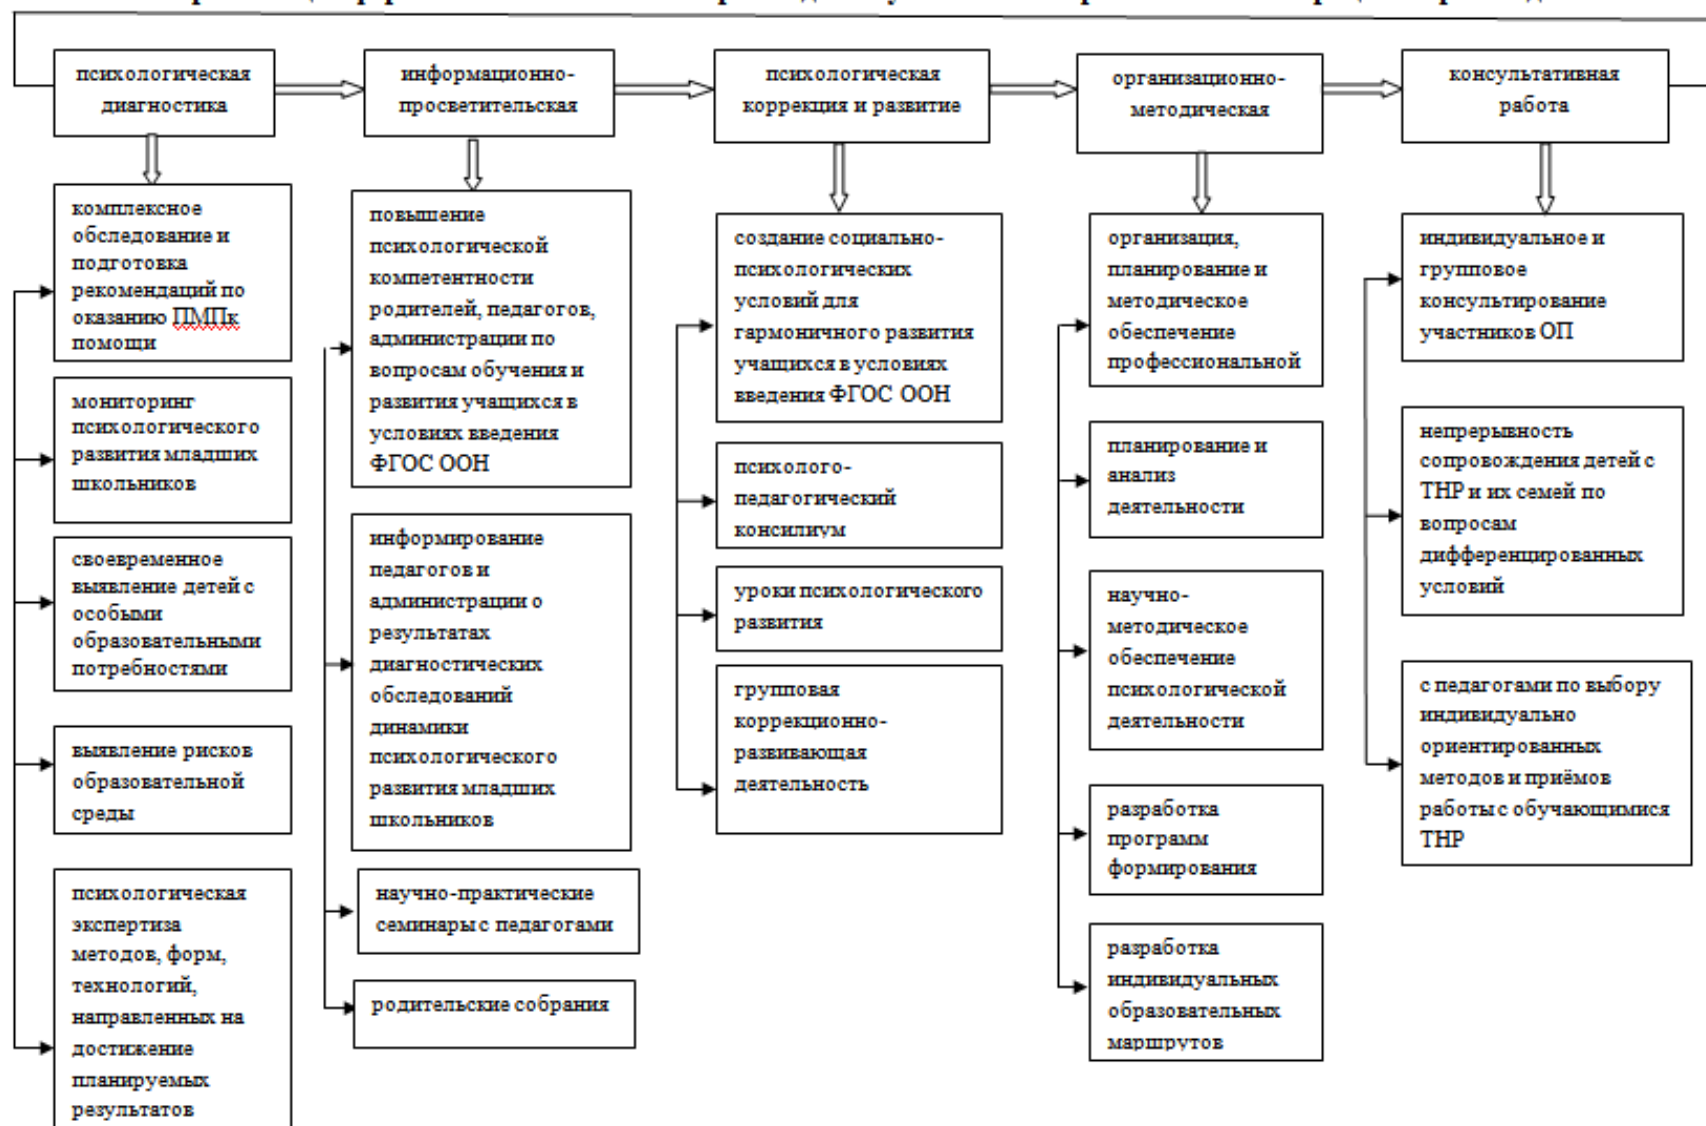 психологическая
диагностика
информационно-
просветительская
психологическая
коррекция и развитие
организационно-
методическая
консультативная
работа
комплексное
обследование и
подготовка
рекомендаций по
оказанию ПМПк
помощи
мониторинг
психологического
развития младших
школьников
своевременное
выявление детей с
особыми
образовательными
потребностями
выявление рисков
образовательной
среды
психологическая
экспертиза
методов, форм,
технологий,
направленных на
достижение
планируемых
результатов
повышение
психологической
компетентности
родителей, педагогов,
администрации по
вопросам обучения и
развития учащихся в
условиях введения
ФГОС ООН
информирование
педагогов и
администрации о
результатах
диагностических
обследований
динамики
психологического
развития младших
школьников
научно-практические
семинары с педагогами
родительские собрания
создание социально-
психологических
условий для
гармоничного развития
учащихся в условиях
введения ФГОС ООН
психолого-
педагогический
консилиум
уроки психологического
развития
групповая
коррекционно-
развивающая
деятельность
организация,
планирование и
методическое
обеспечение
профессиональной
планирование и
анализ
деятельности
научно-
методическое
обеспечение
психологической
деятельности
разработка
программ
формирования
разработка
индивидуальных
образовательных
маршрутов
индивидуальное и
групповое
консультирование
участников ОП
непрерывность
сопровождения детей с
ТНР и их семей по
вопросам
дифференцированных
условий
с педагогами по выбору
индивидуально
ориентированных
методов и приёмов
работы с обучающимися
ТНР